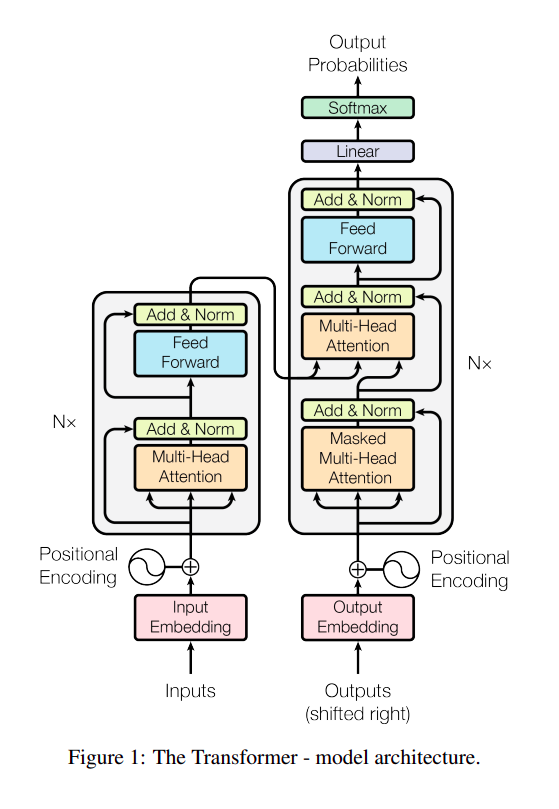 Output
Probabilities
Softmax
Linear
Add & Norm
Feed
Forward
Add & Norm
Multi-Head
Attention
Add & Norm
Masked
Multi-Head
Attention
N×
Add & Norm
Feed
Forward
Add & Norm
Multi-Head
Attention
N×
Positional
Encoding
Positional
Encoding
Input
Embedding
Output
Embedding
Inputs
Outputs
(shifted right)
Figure 1: The Transformer - model architecture.